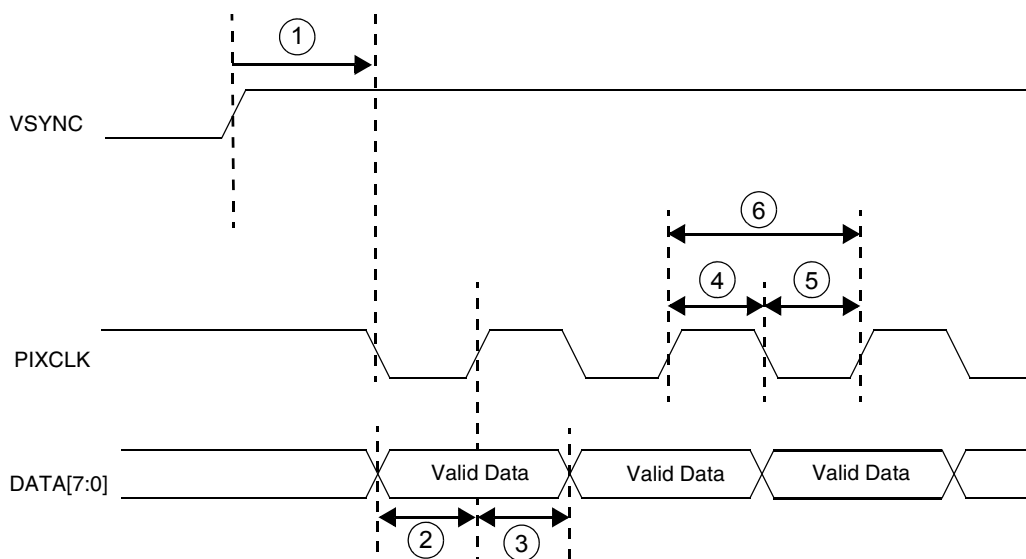 1
VSYNC
6
4 5
PIXCLK
DATA[7:0] Valid Data Valid Data Valid Data
2 3